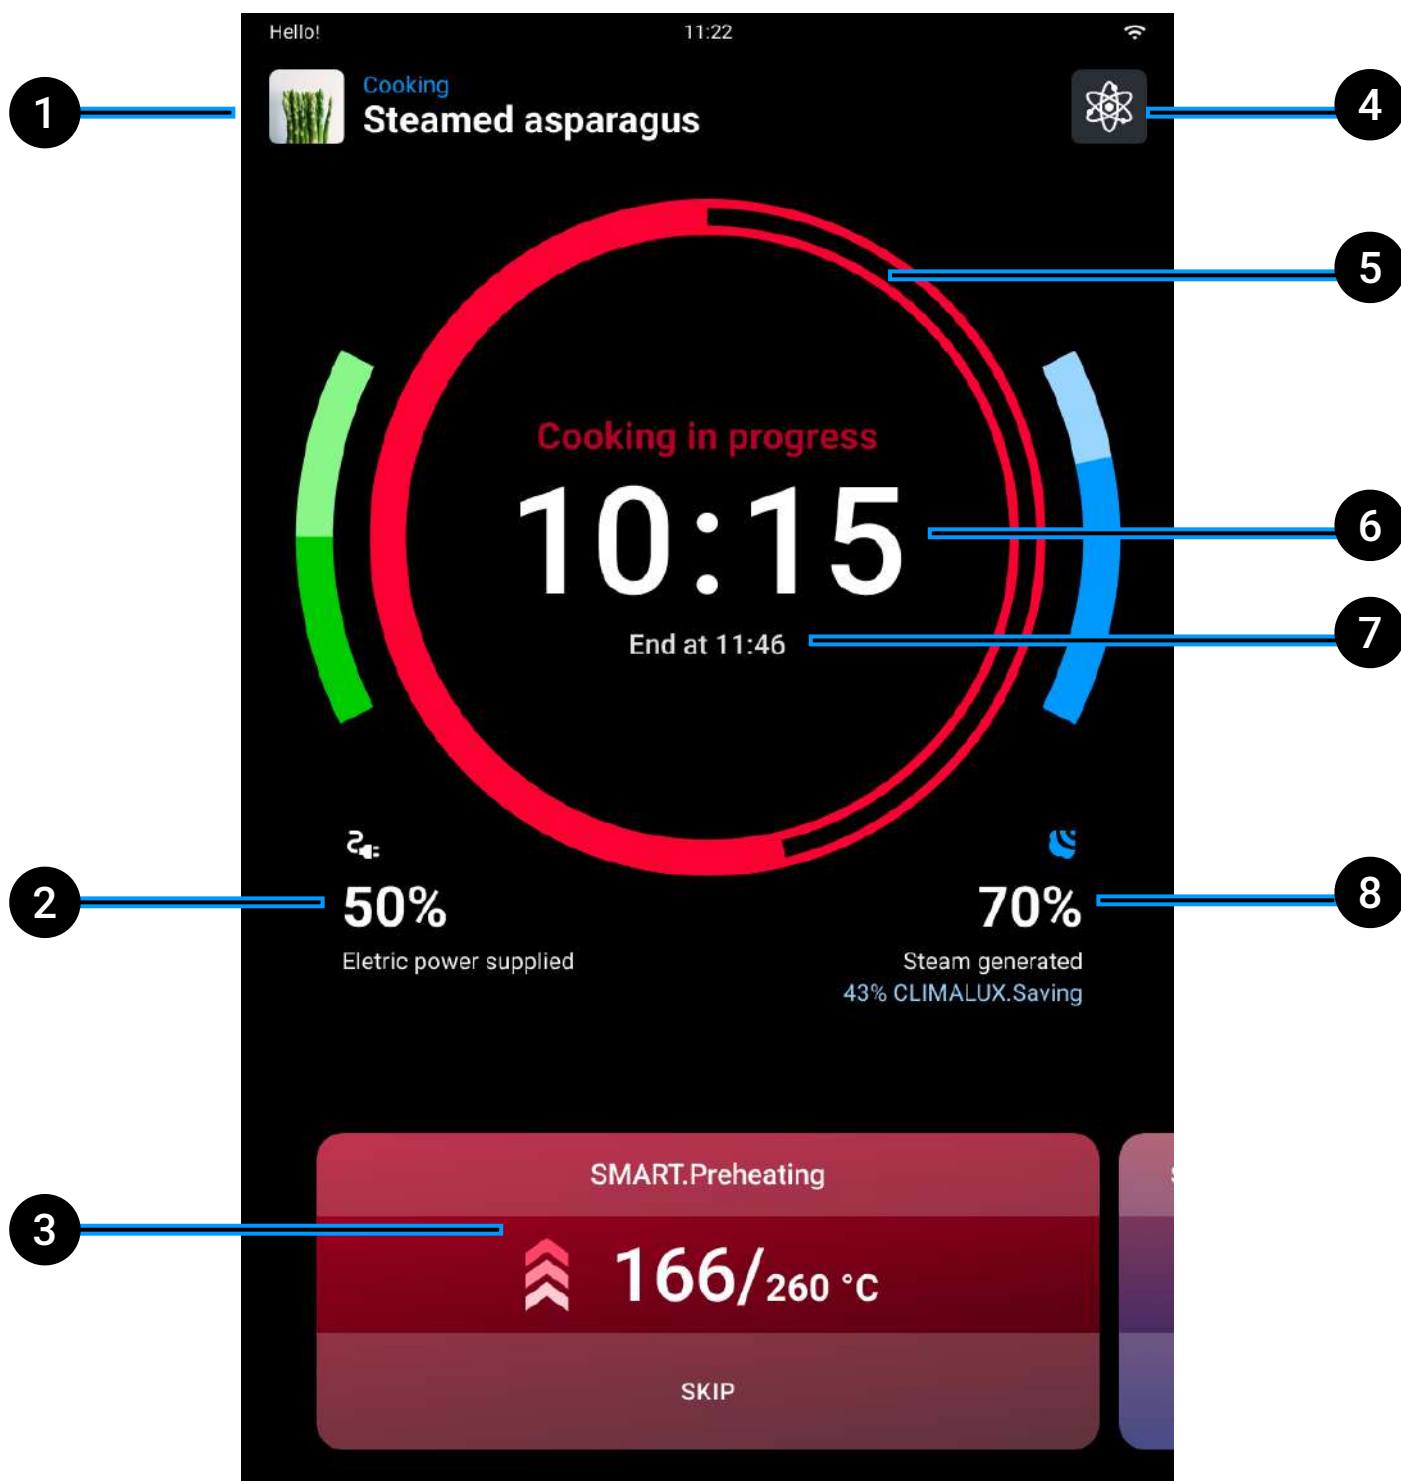 Hello!
11:22
1
Cooking
Steamed asparagus
4
5
Cooking in progress
10:15
6
End at 11:46
7
2
50%
Eletric power supplied
70%
8
Steam generated
43% CLIMALUX.Saving
SMART.Preheating
3
166/260 °C
SKIP